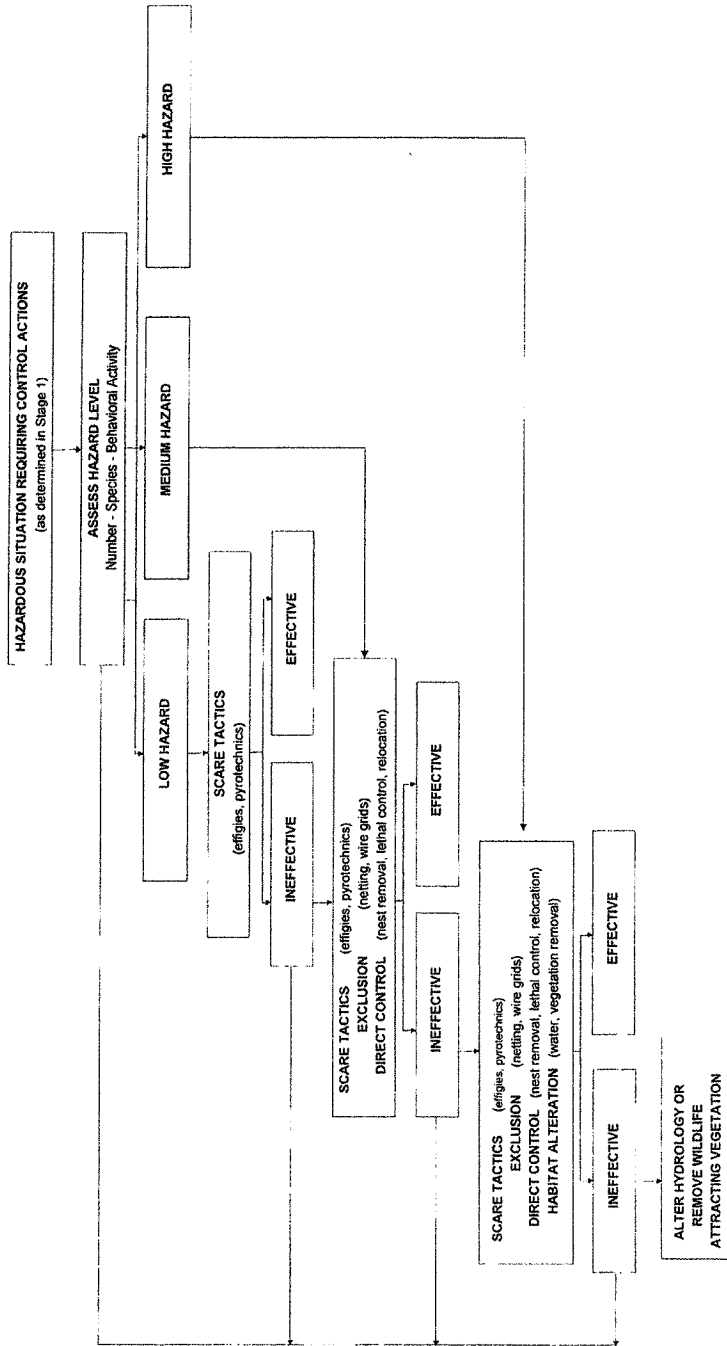 HAZARDOUS SITUATION REQUIRING CONTROL ACTIONS
(as determined in Stage 1)
ASSESS HAZARD LEVEL
Number - Species - Behavioral Activity
LOW HAZARD
MEDIUM HAZARD
HIGH HAZARD
SCARE TACTICS
(effigies, pyrotechnics)
INEFFECTIVE
EFFECTIVE
SCARE TACTICS (effigies, pyrotechnics)
EXCLUSION (netting, wire grids)
DIRECT CONTROL (nest removal, lethal control, relocation)
INEFFECTIVE
EFFECTIVE
SCARE TACTICS (effigies, pyrotechnics)
EXCLUSION (netting, wire grids)
DIRECT CONTROL (nest removal, lethal control, relocation)
HABITAT ALTERATION (water, vegetation removal)
INEFFECTIVE
EFFECTIVE
ALTER HYDROLOGY OR
REMOVE WILDLIFE
ATTRACTING VEGETATION